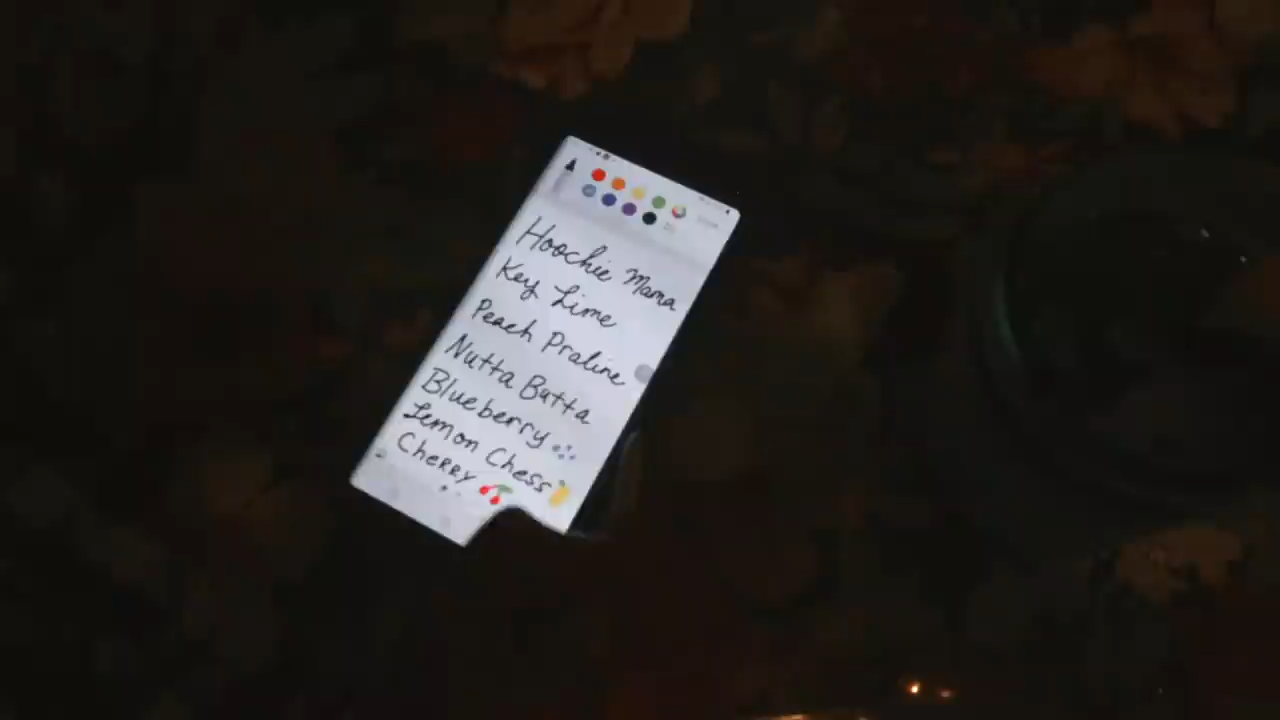 Hoochie Mama
Key Lime
Peach Praline
Nutta Butta
Blueberry
Lemon Chess
Cherry